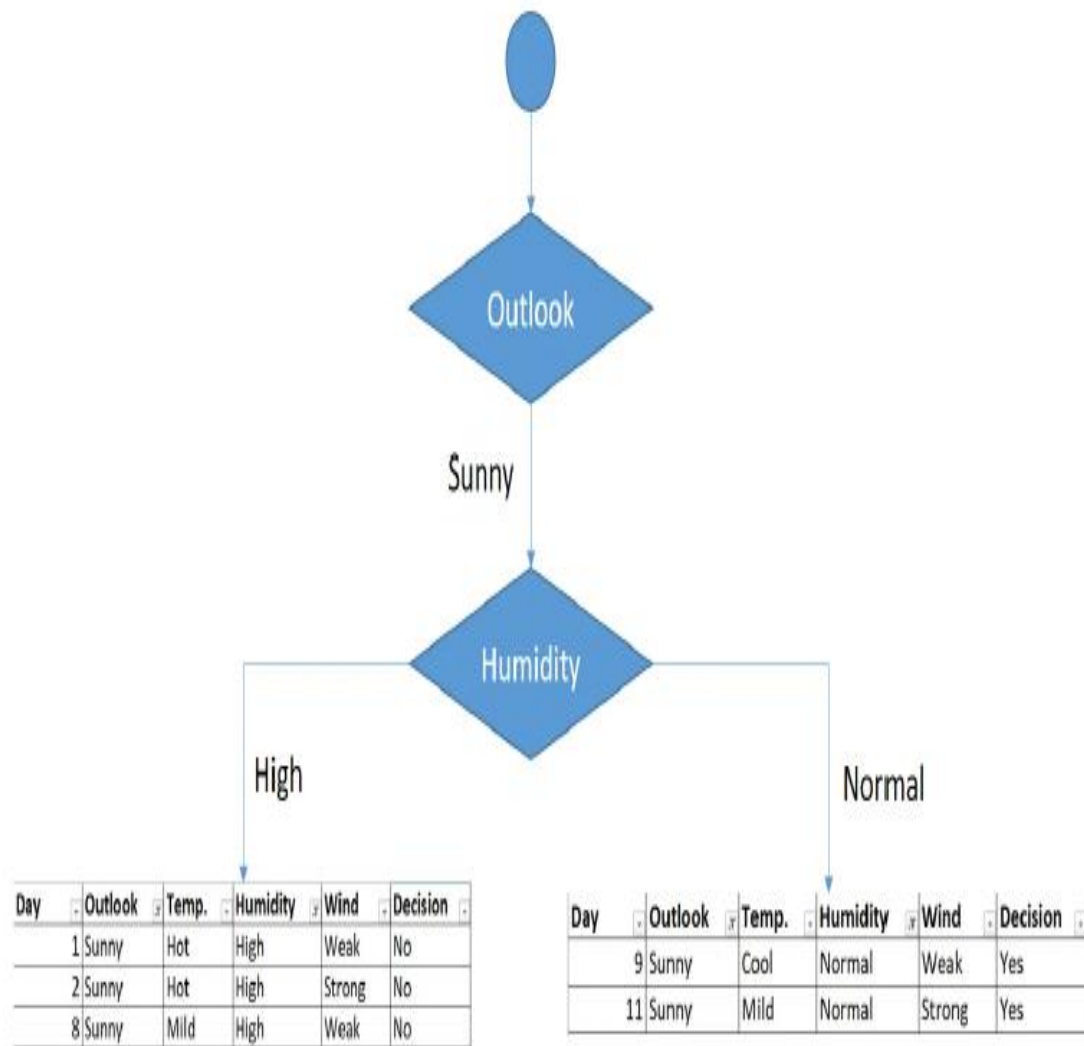 Outlook
Sunny
Humidity
High
Normal
Day Outlook Temp. Humidity Wind Decision
1 Sunny Hot High Weak No
2 Sunny Hot High Strong No
8 Sunny Mild High Weak No
Day Outlook Temp. Humidity Wind Decision
9 Sunny Cool Normal Weak Yes
11 Sunny Mild Normal Strong Yes